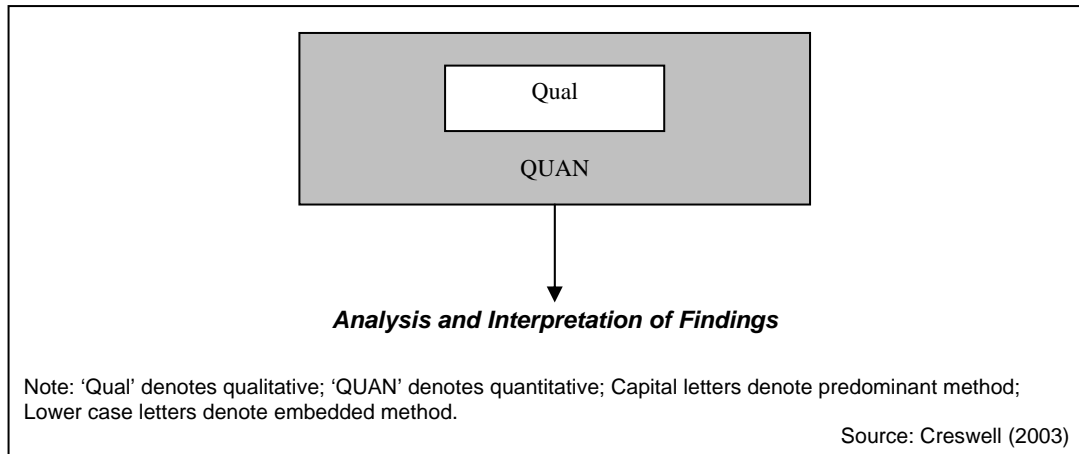 Qual
QUAN
Analysis and Interpretation of Findings
Note: ‘Qual’ denotes qualitative; ‘QUAN’ denotes quantitative; Capital letters denote predominant method;
Lower case letters denote embedded method.
Source: Creswell (2003)